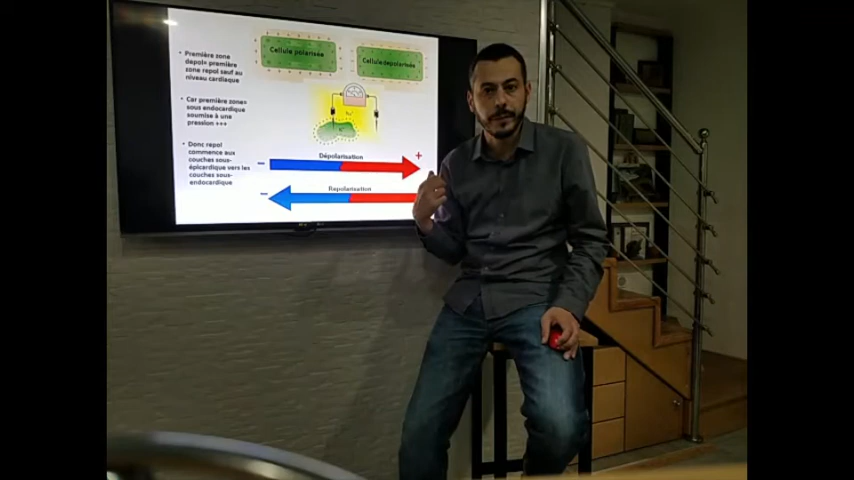 • Première zone
dépol= première
zone repol sauf au
niveau cardiaque
• Car première zone=
sous endocardique
soumise à une
pression +++
• Donc repol
commence aux
couches sous-
épicardique vers les
couches sous-
endocardique
Cellule polarisée
Cellule dépolarisée
Dépolarisation
− +
Repolarisation
−